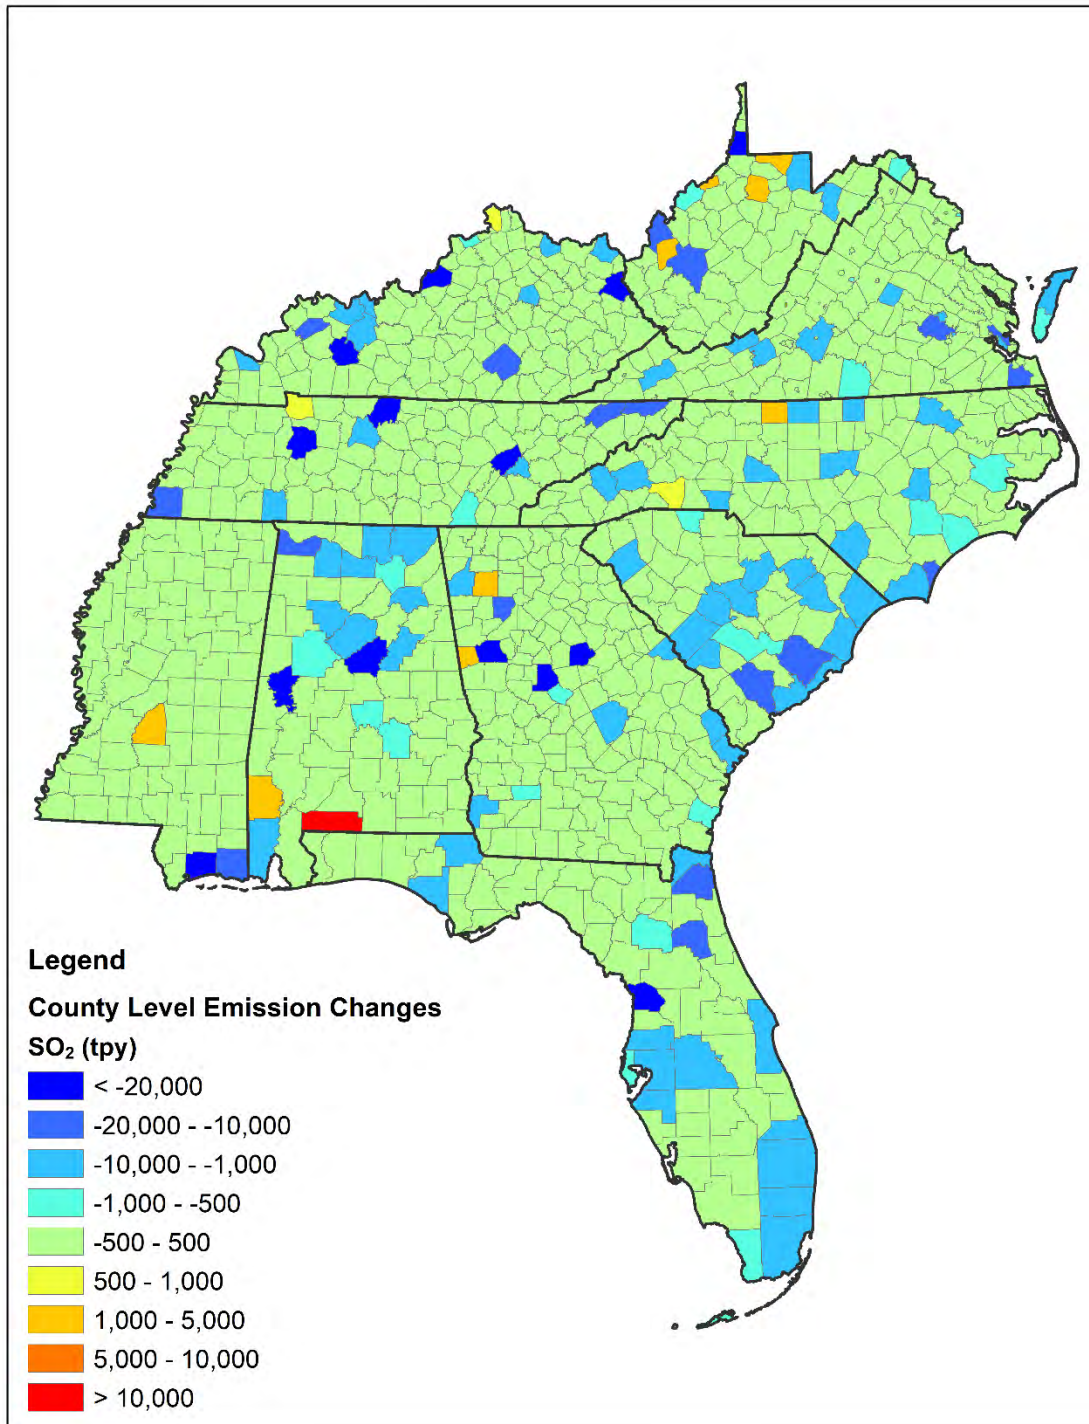 Legend
County Level Emission Changes
SO₂ (tpy)
< -20,000
-20,000 - -10,000
-10,000 - -1,000
-1,000 - -500
-500 - 500
500 - 1,000
1,000 - 5,000
5,000 - 10,000
> 10,000